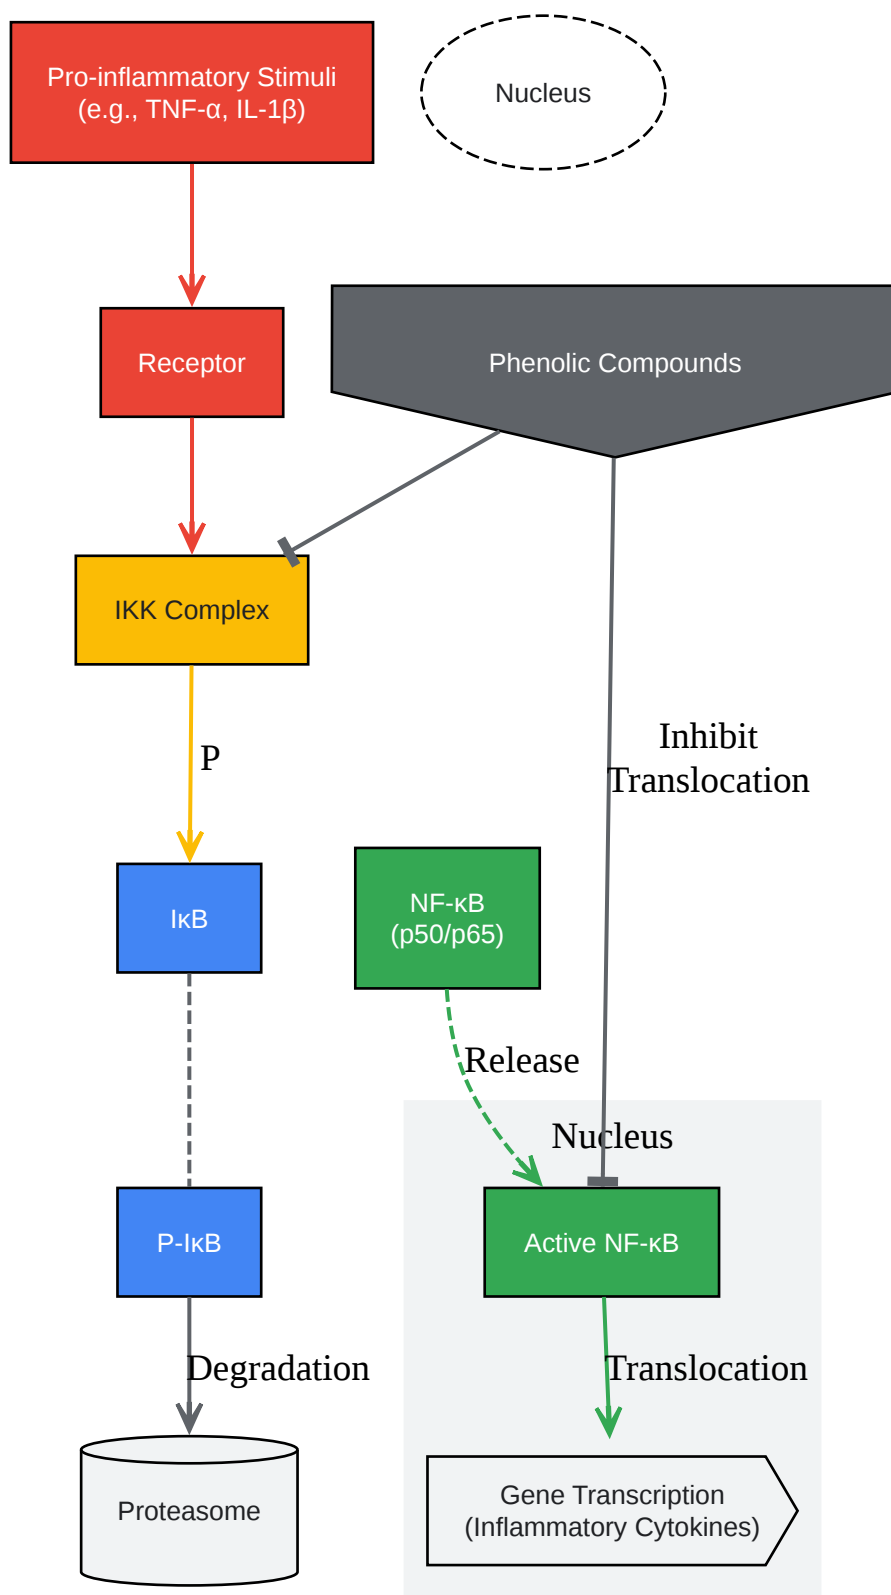 Pro-inflammatory Stimuli
(e.g., TNF-α, IL-1β)
Nucleus
Receptor
Phenolic Compounds
IKK Complex
P
Inhibit
Translocation
IκB
NF-κB
(p50/p65)
Release
Nucleus
P-IκB
Active NF-κB
Degradation
Translocation
Proteasome
Gene Transcription
(Inflammatory Cytokines)